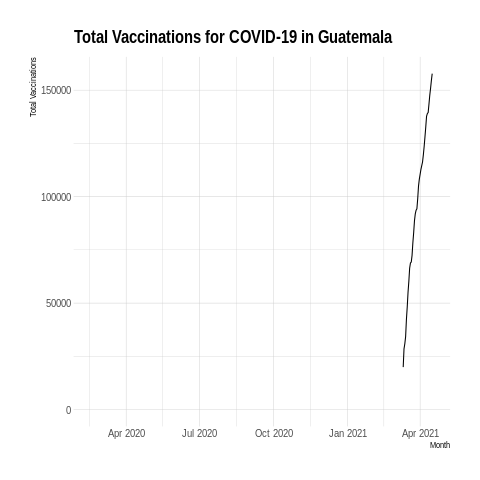 Total Vaccinations for COVID-19 in Guatemala
Total Vaccinations
150000
100000
50000
0
Apr 2020 Jul 2020 Oct 2020 Jan 2021 Apr 2021
Month